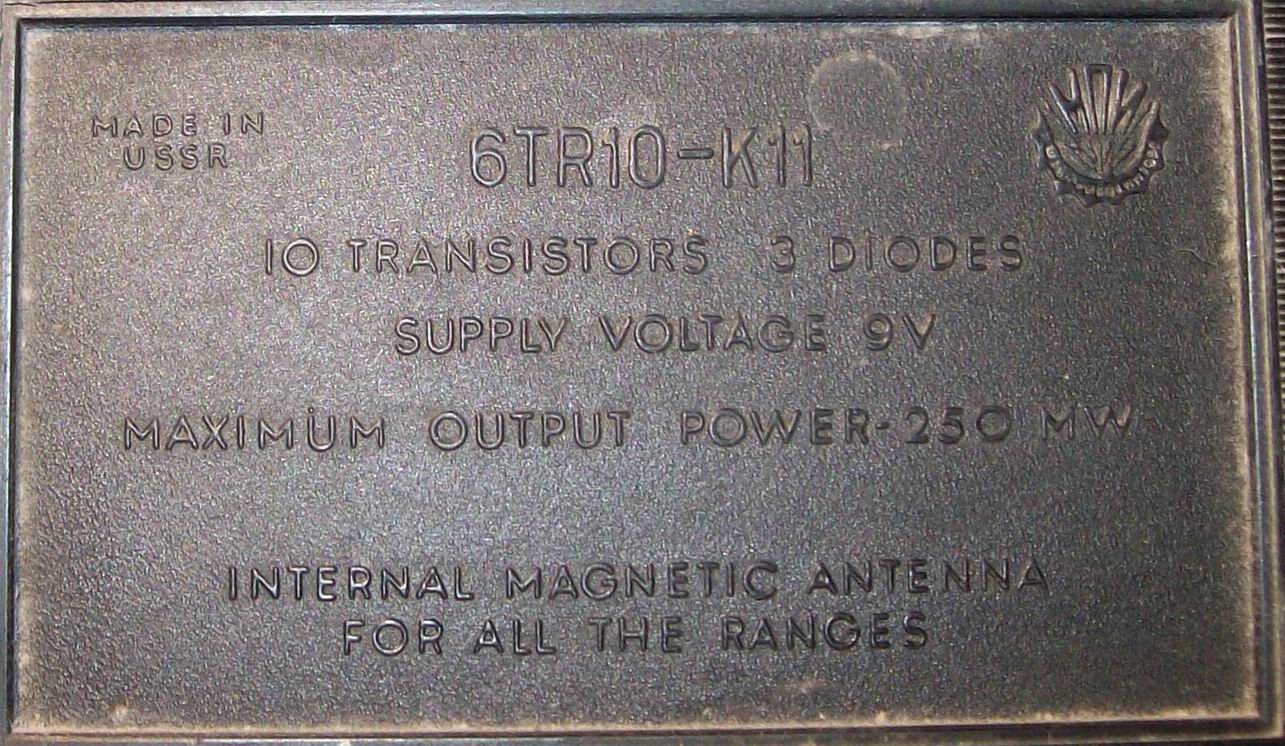 MADE IN
USSR
6TR10-K11
10 TRANSISTORS 3 DIODES
SUPPLY VOLTAGE 9V
MAXIMUM OUTPUT POWER-250 MW
INTERNAL MAGNETIC ANTENNA
FOR ALL THE RANGES